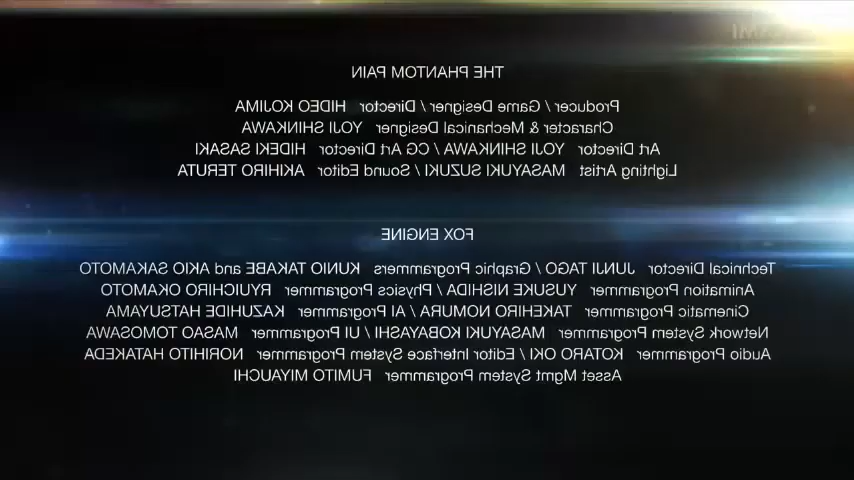 THE PHANTOM PAIN
Producer / Game Designer / Director HIDEO KOJIMA
Character & Mechanical Designer YOJI SHINKAWA
Art Director YOJI SHINKAWA / CG Art Director HIDEKI SASAKI
Lighting Artist MASAYUKI SUZUKI / Sound Editor AKIHIRO TERUTA
FOX ENGINE
Technical Director JUNJI TAGO / Graphic Programmers KUNIO TAKABE and AKIO SAKAMOTO
Animation Programmer YUSUKE NISHIDA / Physics Programmer RYUICHIRO OKAMOTO
Cinematic Programmer TAKEHIRO NOMURA / AI Programmer KAZUHIDE HATSUYAMA
Network System Programmer MASAYUKI KOBAYASHI / UI Programmer MASAO TOMOSAWA
Audio Programmer KOTARO OKI / Editor Interface System Programmer NORIHITO HATAKEDA
Asset Mgmt System Programmer FUMITO MIYAUCHI